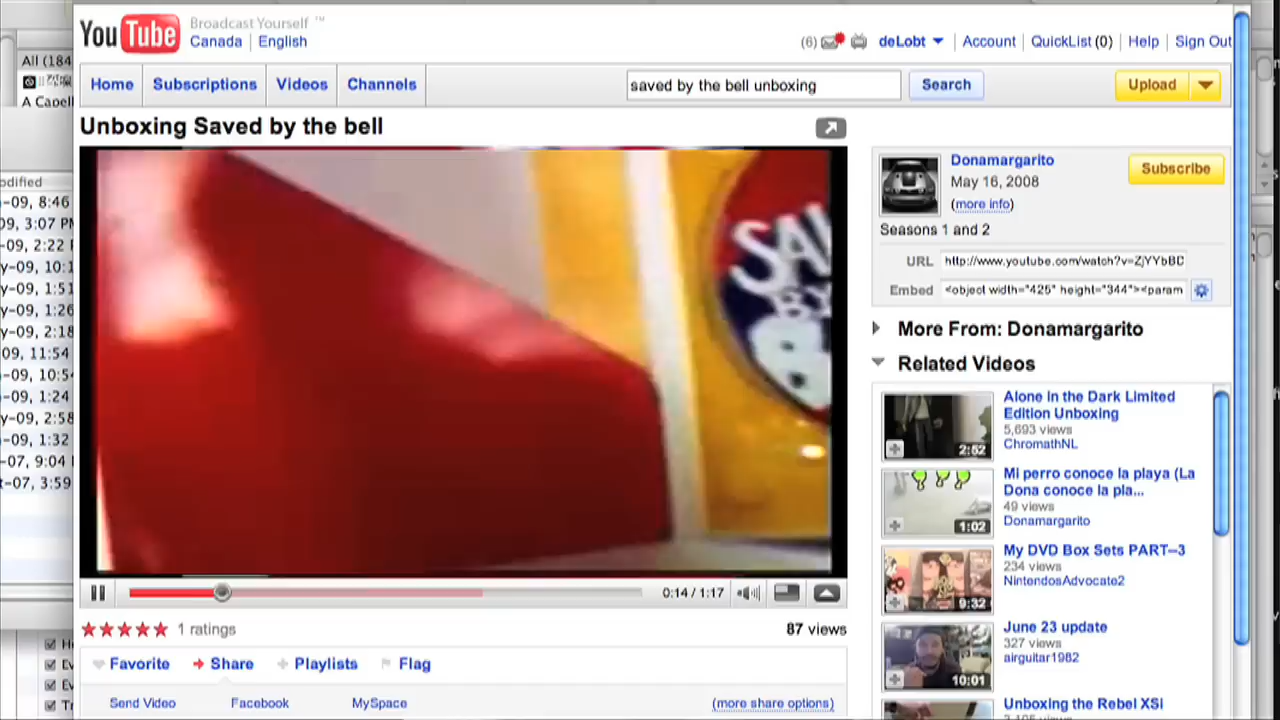 YouTube
Broadcast Yourself ™
Canada | English
(6) deLobt Account QuickList (0) Help Sign Out
All (184
A Capell
Home Subscriptions Videos Channels
saved by the bell unboxing Search
Upload
Unboxing Saved by the bell
Donamargarito
May 16, 2008
(more info)
Subscribe
Seasons 1 and 2
URL http://www.youtube.com/watch?v=ZjYYbBC
Embed <object width="425" height="344"><param
More From: Donamargarito
Related Videos
Alone in the Dark Limited
Edition Unboxing
5,693 views
ChromathNL
2:52
Mi perro conoce la playa (La
Dona conoce la pla...
49 views
Donamargarito
1:02
My DVD Box Sets PART--3
234 views
NintendosAdvocate2
9:32
June 23 update
327 views
airguitar1982
10:01
Unboxing the Rebel XSi
odified
-09, 8:46
-09, 3:07 PM
-09, 2:22
y-09, 10:1
y-09, 1:51
y-09, 1:26
y-09, 2:18
09, 11:54
-09, 10:54
-09, 1:24
y-09, 2:58
-09, 1:32
t-07, 9:04
t-07, 3:59
0:14 / 1:17
1 ratings
87 views
Favorite Share Playlists Flag
Send Video Facebook MySpace (more share options)